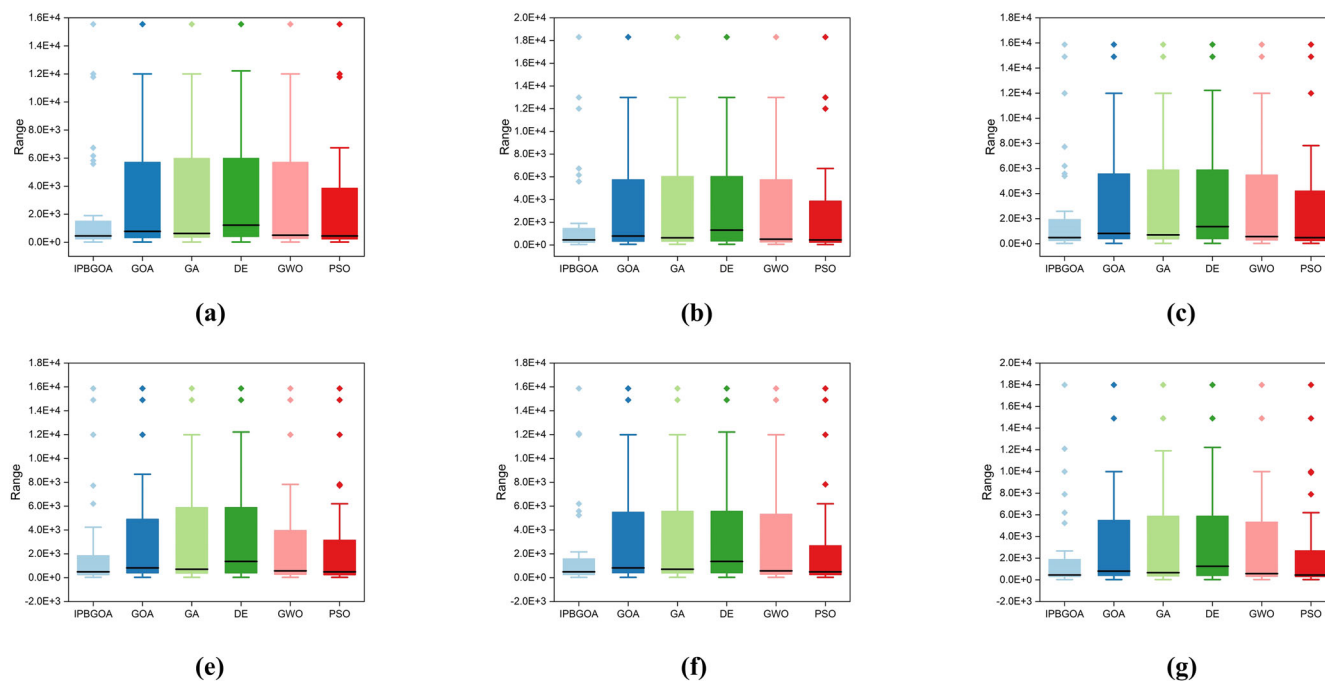 1.6E+4
1.4E+4
1.2E+4
1.0E+4
8.0E+3
6.0E+3
4.0E+3
2.0E+3
0.0E+0
Range
IPBGOA GOA GA DE GWO PSO
(a)
2.0E+4
1.8E+4
1.6E+4
1.4E+4
1.2E+4
1.0E+4
8.0E+3
6.0E+3
4.0E+3
2.0E+3
0.0E+0
Range
IPBGOA GOA GA DE GWO PSO
(b)
1.8E+4
1.6E+4
1.4E+4
1.2E+4
1.0E+4
8.0E+3
6.0E+3
4.0E+3
2.0E+3
0.0E+3
Range
IPBGOA GOA GA DE GWO PSO
(c)
1.8E+4
1.6E+4
1.4E+4
1.2E+4
1.0E+4
8.0E+3
6.0E+3
4.0E+3
2.0E+3
0.0E+3
-2.0E+3
Range
IPBGOA GOA GA DE GWO PSO
(e)
1.8E+4
1.6E+4
1.4E+4
1.2E+4
1.0E+4
8.0E+3
6.0E+3
4.0E+3
2.0E+3
0.0E+3
-2.0E+3
Range
IPBGOA GOA GA DE GWO PSO
(f)
2.0E+4
1.8E+4
1.6E+4
1.4E+4
1.2E+4
1.0E+4
8.0E+3
6.0E+3
4.0E+3
2.0E+3
0.0E+3
-2.0E+3
Range
IPBGOA GOA GA DE GWO PSO
(g)